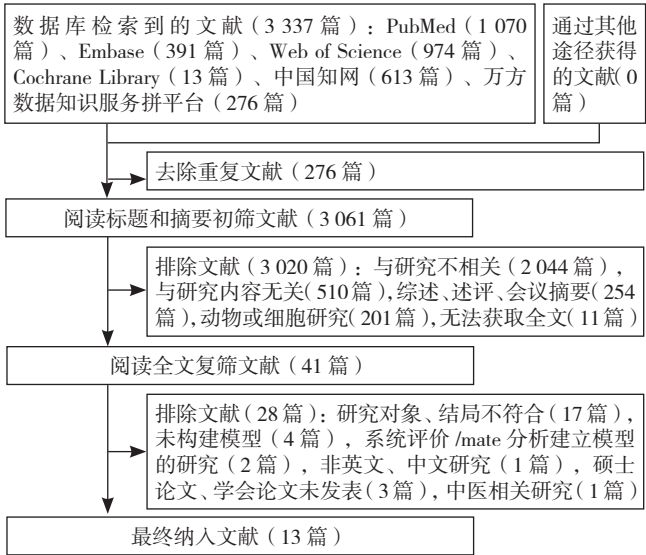 数据库检索到的文献（3 337 篇）：PubMed（1 070
篇）、Embase（391 篇）、Web of Science（974 篇）、
Cochrane Library（13 篇）、中国知网（613 篇）、万方
数据知识服务拼平台（276 篇）
通过其他
途径获得
的文献（0
篇）
去除重复文献（276 篇）
阅读标题和摘要初筛文献（3 061 篇）
排除文献（3 020 篇）：与研究不相关（2 044 篇），
与研究内容无关（510 篇），综述、述评、会议摘要（254
篇），动物或细胞研究（201 篇），无法获取全文（11 篇）
阅读全文复筛文献（41 篇）
排除文献（28 篇）：研究对象、结局不符合（17 篇），
未构建模型（4 篇），系统评价 /mate 分析建立模型
的研究（2 篇），非英文、中文研究（1 篇），硕士
论文、学会论文未发表（3 篇），中医相关研究（1 篇）
最终纳入文献（13 篇）